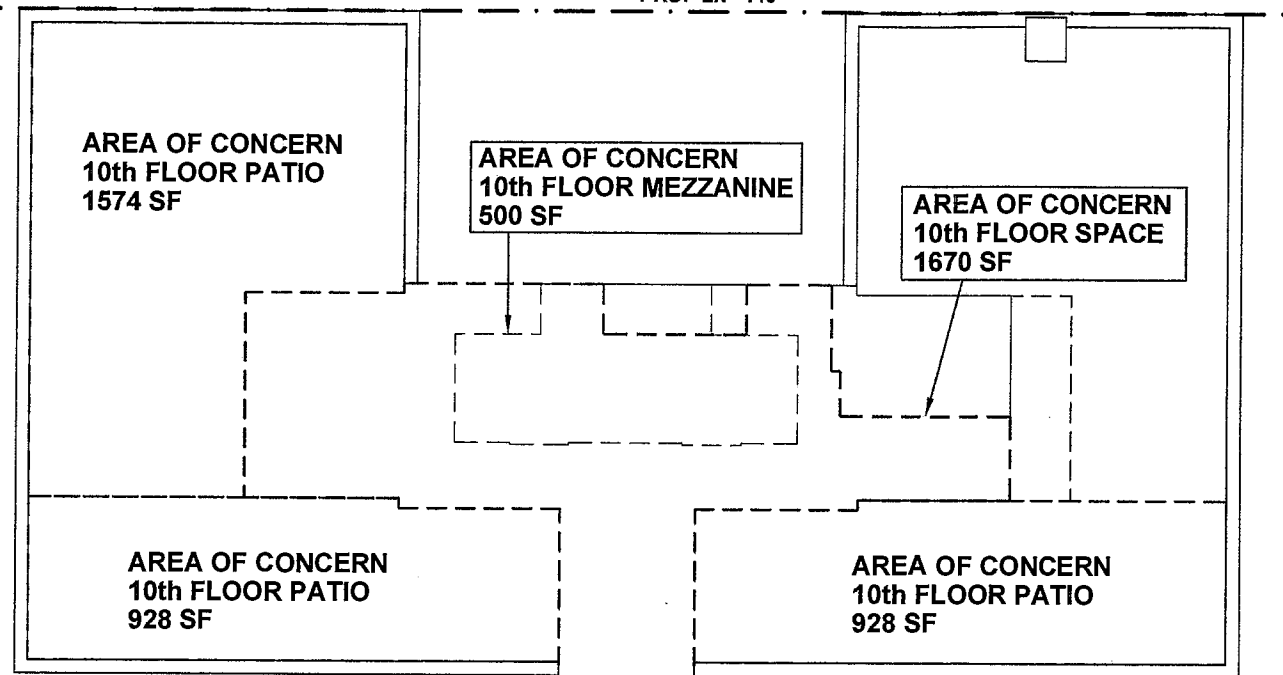 AREA OF CONCERN
10th FLOOR PATIO
1574 SF
AREA OF CONCERN
10th FLOOR MEZZANINE
500 SF
AREA OF CONCERN
10th FLOOR SPACE
1670 SF
AREA OF CONCERN
10th FLOOR PATIO
928 SF
AREA OF CONCERN
10th FLOOR PATIO
928 SF